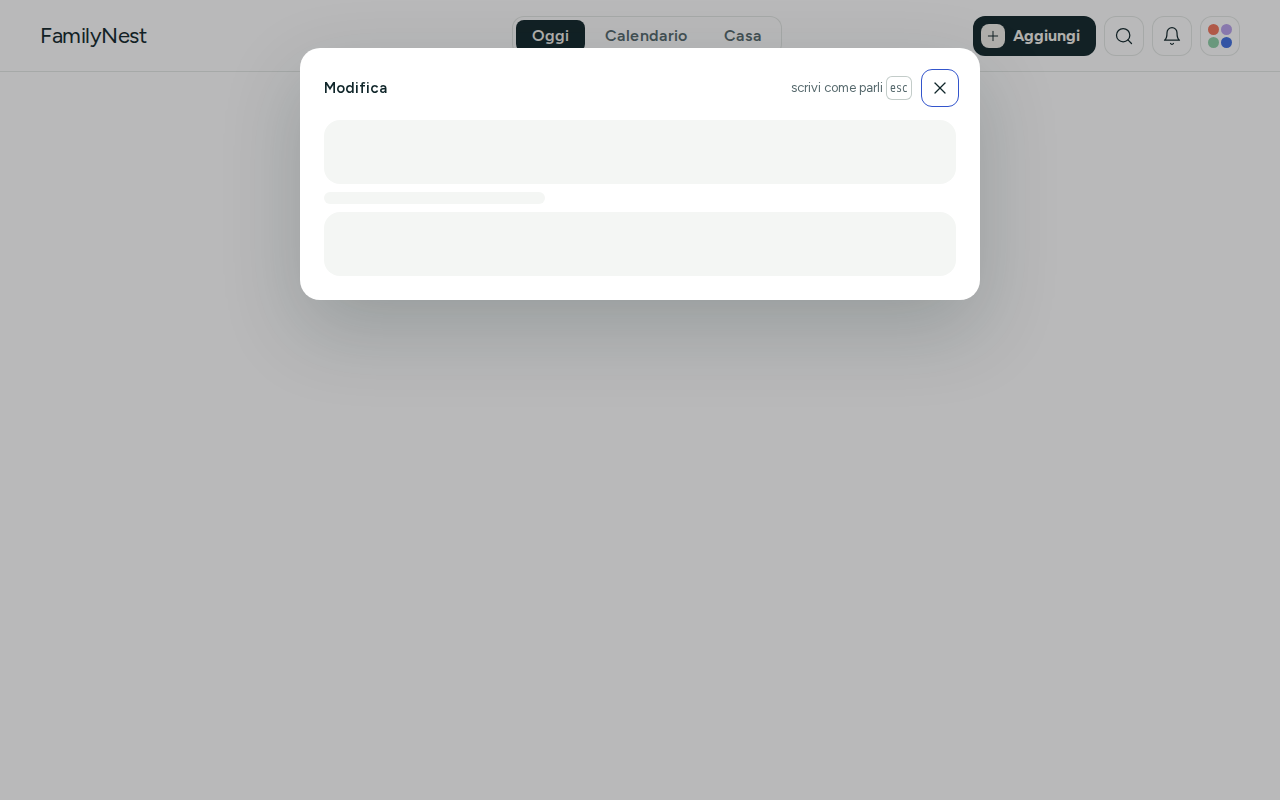 FamilyNest
Oggi Calendario Casa
Aggiungi
Modifica
scrivi come parli esc